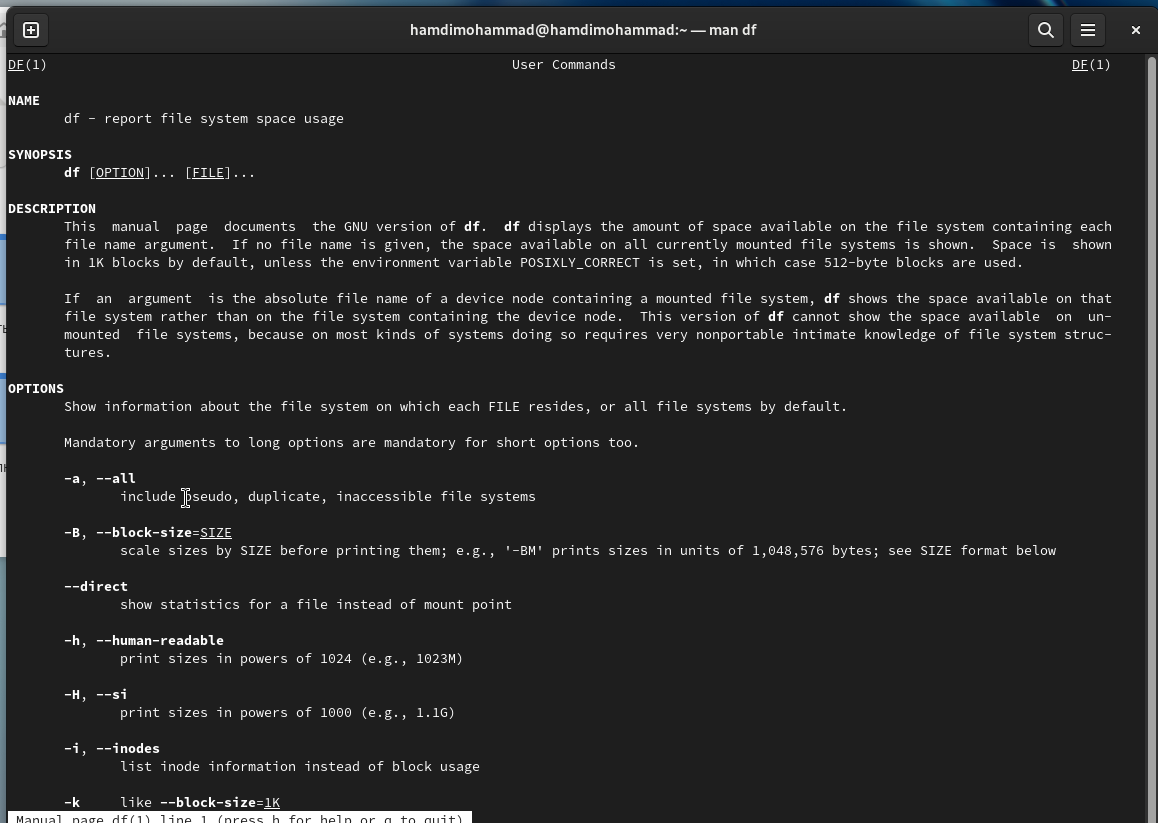 hamdimohammad@hamdimohammad:~ — man df
DF(1) User Commands DF(1)
NAME
df - report file system space usage
SYNOPSIS
df [OPTION]... [FILE]...
DESCRIPTION
This manual page documents the GNU version of df. df displays the amount of space available on the file system containing each
file name argument. If no file name is given, the space available on all currently mounted file systems is shown. Space is shown
in 1K blocks by default, unless the environment variable POSIXLY_CORRECT is set, in which case 512-byte blocks are used.
If an argument is the absolute file name of a device node containing a mounted file system, df shows the space available on that
file system rather than on the file system containing the device node. This version of df cannot show the space available on un-
mounted file systems, because on most kinds of systems doing so requires very nonportable intimate knowledge of file system struc-
tures.
OPTIONS
Show information about the file system on which each FILE resides, or all file systems by default.
Mandatory arguments to long options are mandatory for short options too.
-a, --all
include pseudo, duplicate, inaccessible file systems
-B, --block-size=SIZE
scale sizes by SIZE before printing them; e.g., '-BM' prints sizes in units of 1,048,576 bytes; see SIZE format below
--direct
show statistics for a file instead of mount point
-h, --human-readable
print sizes in powers of 1024 (e.g., 1023M)
-H, --si
print sizes in powers of 1000 (e.g., 1.1G)
-i, --inodes
list inode information instead of block usage
-k like --block-size=1K
Manual page df(1) line 1 (press h for help or q to quit)